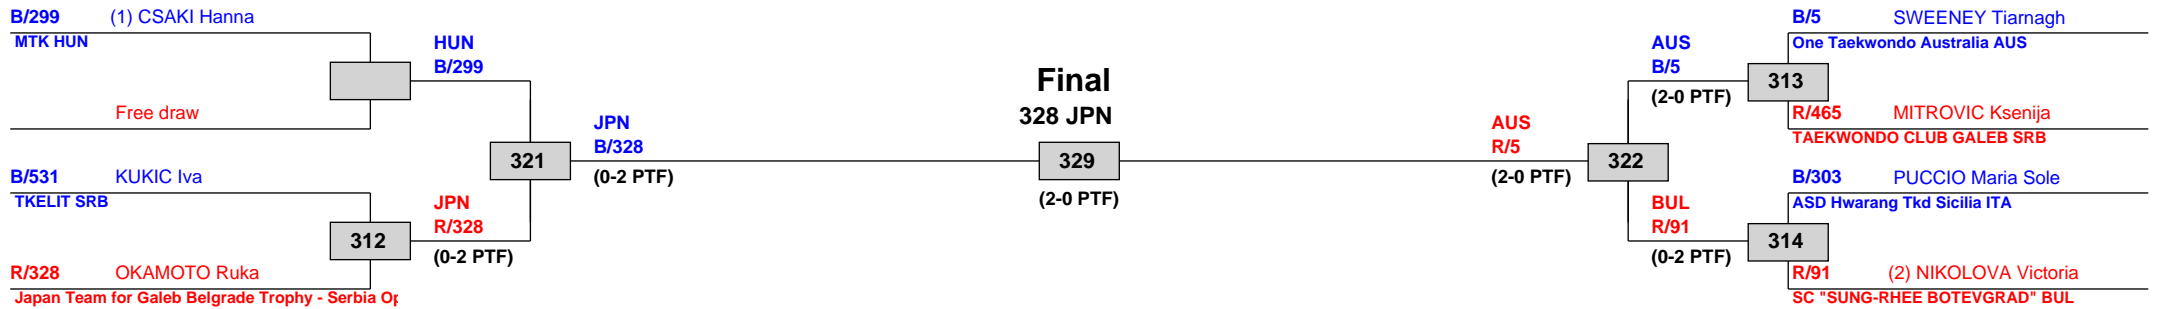 B/299 (1) CSAKI Hanna
MTK HUN
Free draw
HUN
B/299
B/531 KUKIC Iva
TKELIT SRB
312
R/328 OKAMOTO Ruka
Japan Team for Galeb Belgrade Trophy - Serbia Op
JPN
R/328
(0-2 PTF)
321
JPN
B/328
(0-2 PTF)
Final
328 JPN
329
(2-0 PTF)
AUS
R/5
(2-0 PTF)
322
AUS
B/5
(2-0 PTF)
BUL
R/91
(0-2 PTF)
B/5 SWEENEY Tiarnagh
One Taekwondo Australia AUS
313
R/465 MITROVIC Ksenija
TAEKWONDO CLUB GALEB SRB
B/303 PUCCIO Maria Sole
ASD Hwarang Tkd Sicilia ITA
314
R/91 (2) NIKOLOVA Victoria
SC "SUNG-RHEE BOTEVGRAD" BUL